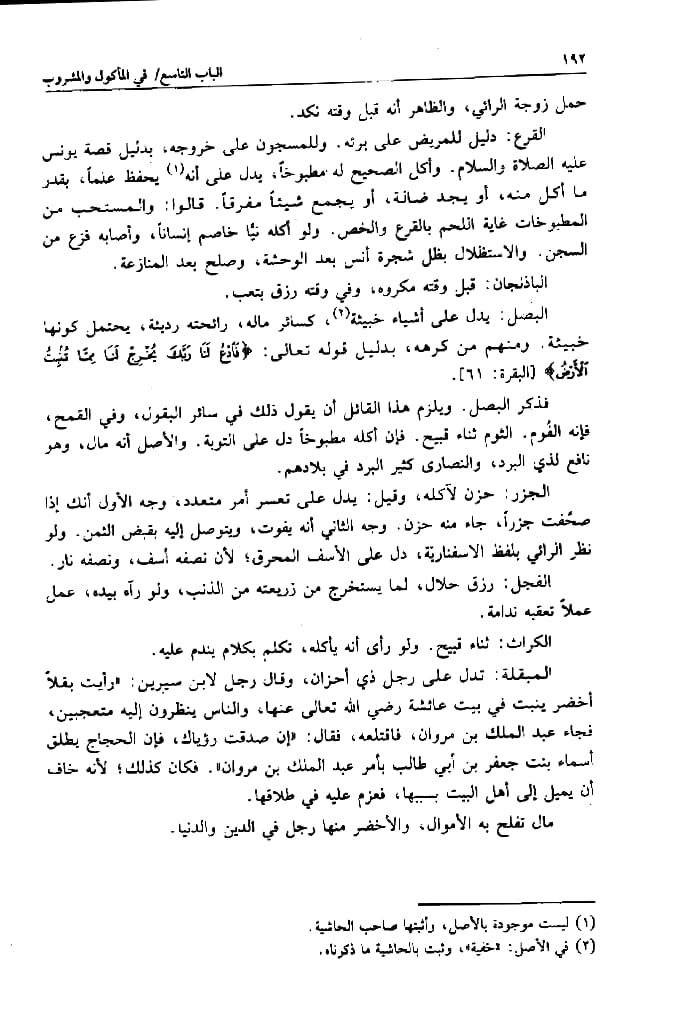 ١٩٢
الباب التاسع/ في المأكول والمشروب
حمل زوجة الرائي، والظاهر أنه قبل وقته نكد.
القرع: دليل للمريض على برئه. وللمسجون على خروجه، بدليل قصة يونس
عليه الصلاة والسلام. وأكل الصحيح له مطبوخاً، يدل على أنه(١) يحفظ علماً، بقدر
ما أكل منه، أو يجد ضالة، أو يجمع شيئاً مفرقاً. قالوا: والمستحب من
المطبوخات غاية اللحم بالقرع والخص. ولو أكله نيًّا خاصم إنساناً، وأصابه فزع من
السجن. والاستظلال بظل شجرة أنس بعد الوحشة، وصلح بعد المنازعة.
الباذنجان: قبل وقته مكروه، وفي وقته رزق بتعب.
البصل: يدل على أشياء خبيثة(٢)، كسائر ماله، رائحته رديئة، يحتمل كونها
خبيثة. ومنهم من كرهه، بدليل قوله تعالى: ﴿فَادْعُ لَنَا رَبَّكَ يُخْرِجْ لَنَا مِمَّا تُنْبِتُ
الْأَرْضُ﴾ [البقرة: ٦١].
فذكر البصل. ويلزم هذا القائل أن يقول ذلك في سائر البقول، وفي القمح،
فإنه الفُوم. الثوم ثناء قبيح. فإن أكله مطبوخاً دل على التوبة. والأصل أنه مال، وهو
نافع لذي البرد، والنصارى كثير البرد في بلادهم.
الجزر: حزن لآكله، وقيل: يدل على تعسر أمر متعدد، وجه الأول أنك إذا
صحّفت جزراً، جاء منه حزن. وجه الثاني أنه يفوت، ويتوصل إليه بقبض الثمن. ولو
نظر الرائي بلفظ الاسفناريّة، دل على الأسف المحرق؛ لأن نصفه أسف، ونصفه نار.
الفجل: رزق حلال، لما يستخرج من زريعته من الذنب، ولو رآه بيده، عمل
عملاً تعقبه ندامة.
الكراث: ثناء قبيح. ولو رأى أنه يأكله، تكلم بكلام يندم عليه.
المبقلة: تدل على رجل ذي أحزان، وقال رجل لابن سيرين: «رأيت بقلاً
أخضر ينبت في بيت عائشة رضي الله تعالى عنها، والناس ينظرون إليه متعجبين،
فجاء عبد الملك بن مروان، فاقتلعه، فقال: «إن صدقت رؤياك، فإن الحجاج يطلق
أسماء بنت جعفر بن أبي طالب بأمر عبد الملك بن مروان». فكان كذلك؛ لأنه خاف
أن يميل إلى أهل البيت بسببها، فعزم عليه في طلاقها.
مال تفلح به الأموال، والأخضر منها رجل في الدين والدنيا.
(١) ليست موجودة بالأصل، وأثبتها صاحب الحاشية.
(٢) في الأصل: «خفية»، وثبت بالحاشية ما ذكرناه.